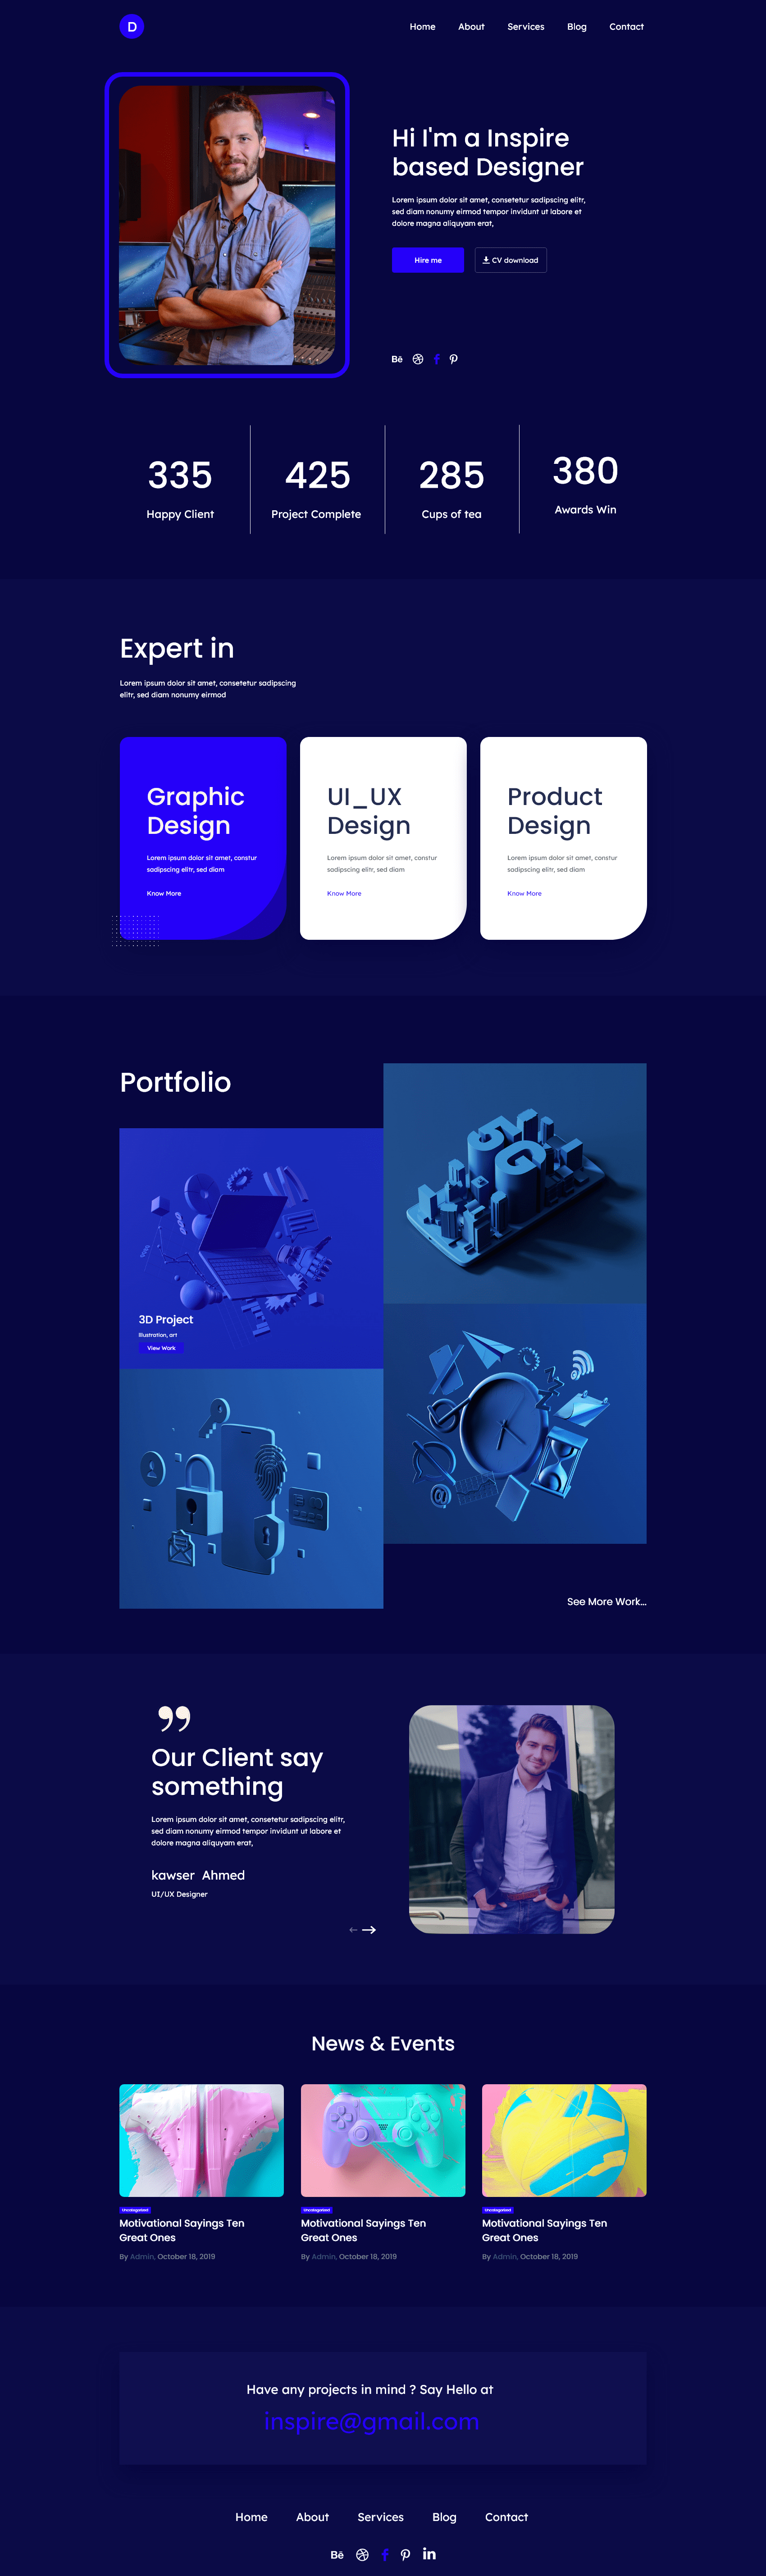 D
Home About Services Blog Contact
Hi I'm a Inspire
based Designer
Lorem ipsum dolor sit amet, consetetur sadipscing elitr,
sed diam nonumy eirmod tempor invidunt ut labore et
dolore magna aliquyam erat,
Hire me CV download
Bē
335 425 285 380
Happy Client Project Complete Cups of tea Awards Win
Expert in
Lorem ipsum dolor sit amet, consetetur sadipscing
elitr, sed diam nonumy eirmod
Graphic
Design
Lorem ipsum dolor sit amet, constur
sadipscing elitr, sed diam
Know More
UI_UX
Design
Lorem ipsum dolor sit amet, constur
sadipscing elitr, sed diam
Know More
Product
Design
Lorem ipsum dolor sit amet, constur
sadipscing elitr, sed diam
Know More
Portfolio
5G
3D Project
Illustration, art
View Work
See More Work...
Our Client say
something
Lorem ipsum dolor sit amet, consetetur sadipscing elitr,
sed diam nonumy eirmod tempor invidunt ut labore et
dolore magna aliquyam erat,
kawser Ahmed
UI/UX Designer
News & Events
Uncategorized
Motivational Sayings Ten
Great Ones
By Admin, October 18, 2019
Uncategorized
Motivational Sayings Ten
Great Ones
By Admin, October 18, 2019
Uncategorized
Motivational Sayings Ten
Great Ones
By Admin, October 18, 2019
Have any projects in mind ? Say Hello at
inspire@gmail.com
Home About Services Blog Contact
Bē in